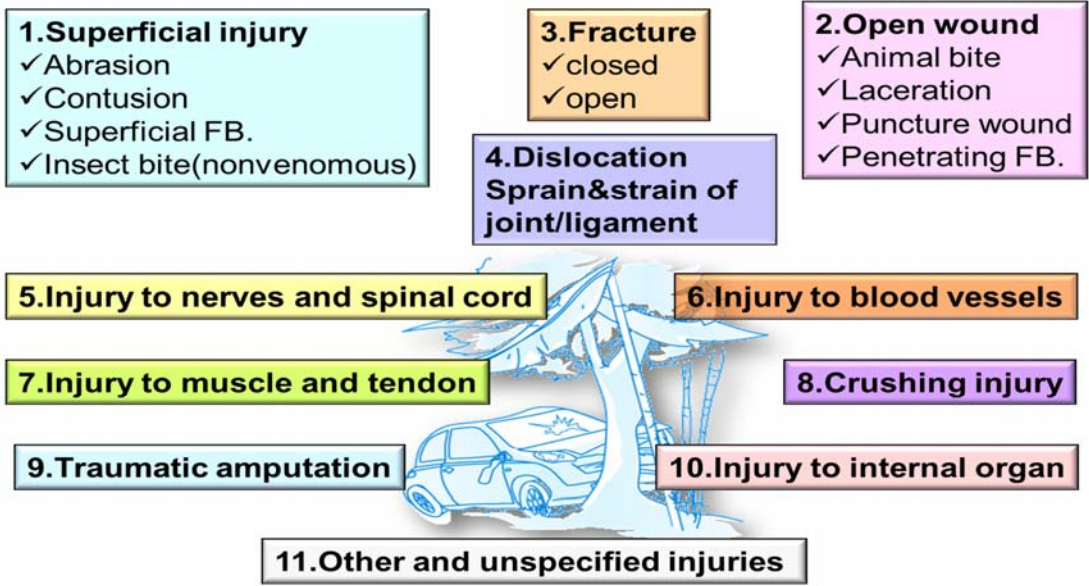 1.Superficial injury
✓Abrasion
✓Contusion
✓Superficial FB.
✓Insect bite(nonvenomous)
3.Fracture
✓closed
✓open
2.Open wound
✓Animal bite
✓Laceration
✓Puncture wound
✓Penetrating FB.
4.Dislocation
Sprain&strain of
joint/ligament
5.Injury to nerves and spinal cord
6.Injury to blood vessels
7.Injury to muscle and tendon
8.Crushing injury
9.Traumatic amputation
10.Injury to internal organ
11.Other and unspecified injuries